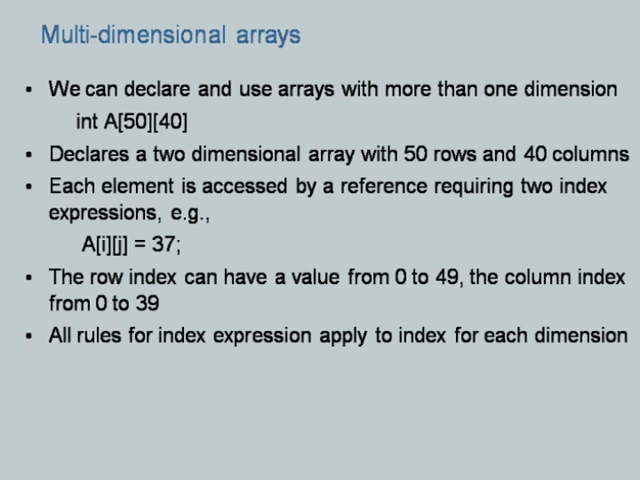 Multi-dimensional arrays
• We can declare and use arrays with more than one dimension
int A[50][40]
• Declares a two dimensional array with 50 rows and 40 columns
• Each element is accessed by a reference requiring two index
expressions, e.g.,
A[i][j] = 37;
• The row index can have a value from 0 to 49, the column index
from 0 to 39
• All rules for index expression apply to index for each dimension